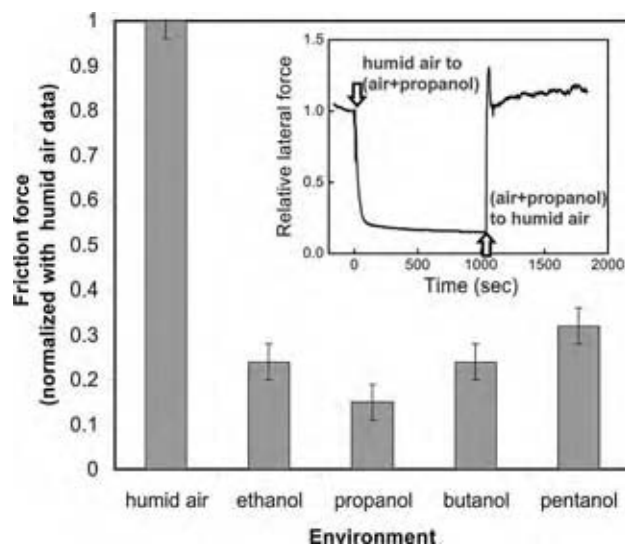 Friction force
(normalized with humid air data)
1
0.9
0.8
0.7
0.6
0.5
0.4
0.3
0.2
0.1
0
humid air ethanol propanol butanol pentanol
Environment
Relative lateral force
1.5
1.0
0.5
0.0
humid air to
(air+propanol)
(air+propanol)
to humid air
0 500 1000 1500 2000
Time (sec)